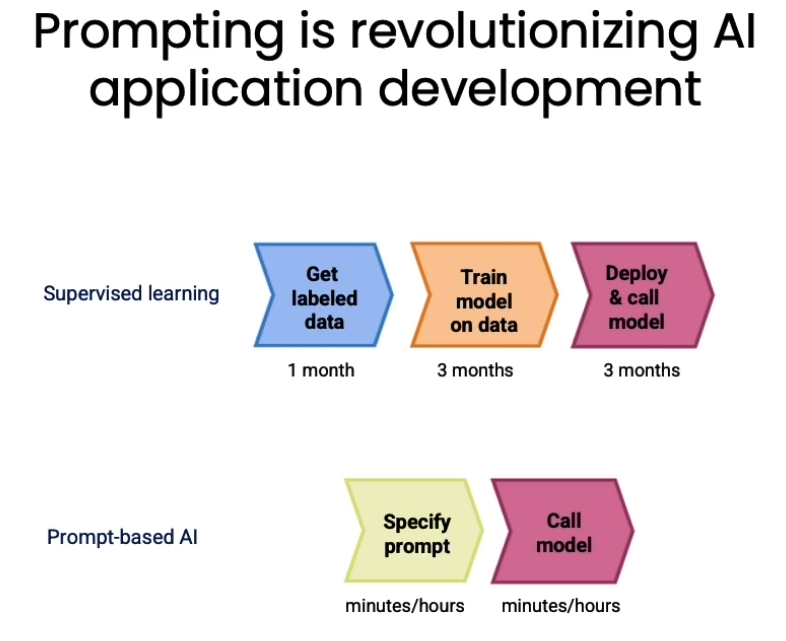 Prompting is revolutionizing AI
application development
Supervised learning
Get
labeled
data
Train
model
on data
Deploy
& call
model
1 month
3 months
3 months
Prompt-based AI
Specify
prompt
Call
model
minutes/hours
minutes/hours